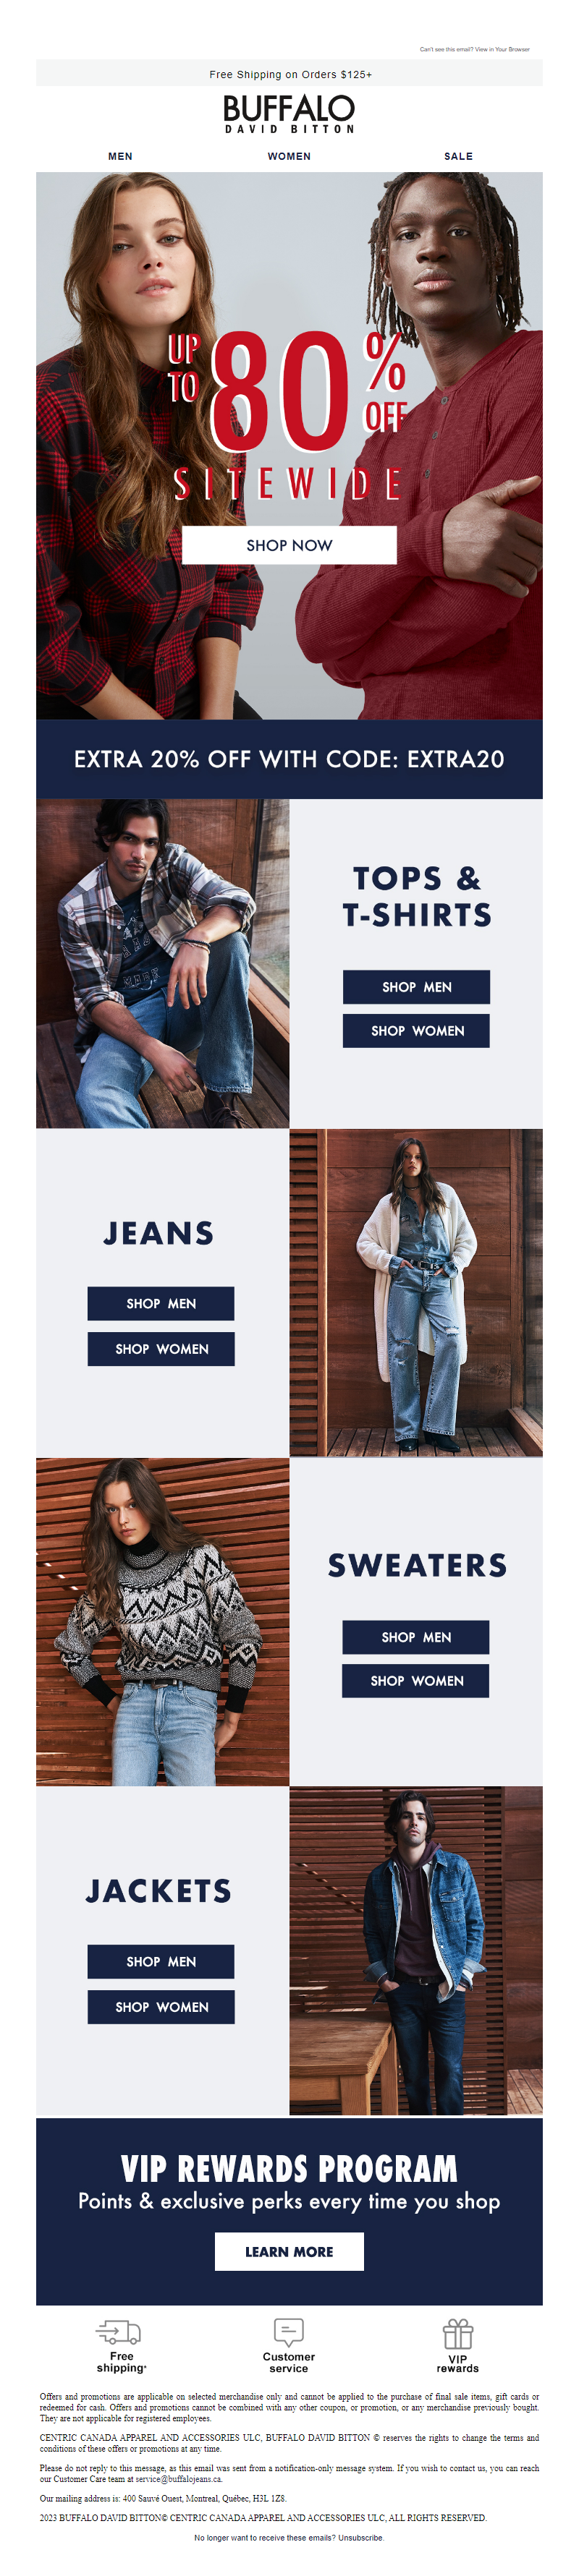 Can't see this email? View in Your Browser
Free Shipping on Orders $125+
BUFFALO
DAVID BITTON
MEN WOMEN SALE
UP TO 80% OFF
SITEWIDE
SHOP NOW
EXTRA 20% OFF WITH CODE: EXTRA20
TOPS &
T-SHIRTS
SHOP MEN
SHOP WOMEN
JEANS
SHOP MEN
SHOP WOMEN
SWEATERS
SHOP MEN
SHOP WOMEN
JACKETS
SHOP MEN
SHOP WOMEN
VIP REWARDS PROGRAM
Points & exclusive perks every time you shop
LEARN MORE
Free
shipping*
Customer
service
VIP
rewards
Offers and promotions are applicable on selected merchandise only and cannot be applied to the purchase of final sale items, gift cards or
redeemed for cash. Offers and promotions cannot be combined with any other coupon, or promotion, or any merchandise previously bought.
They are not applicable for registered employees.
CENTRIC CANADA APPAREL AND ACCESSORIES ULC, BUFFALO DAVID BITTON © reserves the rights to change the terms and
conditions of these offers or promotions at any time.
Please do not reply to this message, as this email was sent from a notification-only message system. If you wish to contact us, you can reach
our Customer Care team at service@buffalojeans.ca.
Our mailing address is: 400 Sauvé Ouest, Montreal, Québec, H3L 1Z8.
2023 BUFFALO DAVID BITTON© CENTRIC CANADA APPAREL AND ACCESSORIES ULC, ALL RIGHTS RESERVED.
No longer want to receive these emails? Unsubscribe.